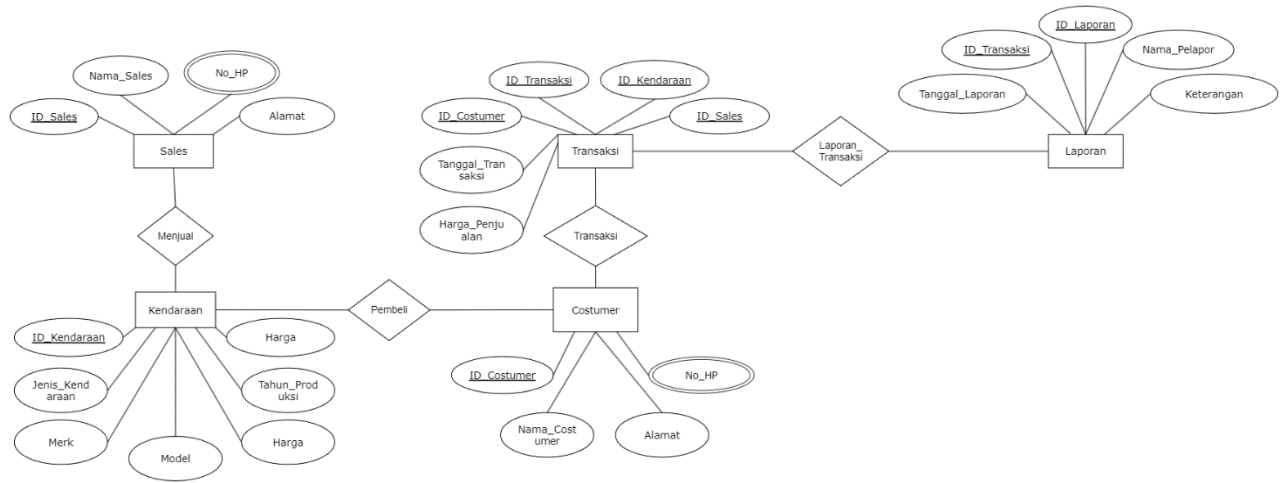 ID_Sales
Nama_Sales
No_HP
Alamat
Sales
Menjual
Kendaraan
ID_Kendaraan
Jenis_Kend
araan
Merk
Model
Harga
Tahun_Prod
uksi
Harga
Pembeli
ID_Transaksi
ID_Kendaraan
ID_Costumer
ID_Sales
Transaksi
Tanggal_Tran
saksi
Harga_Penju
alan
Transaksi
Costumer
ID_Costumer
Nama_Cost
umer
Alamat
No_HP
Laporan_
Transaksi
ID_Laporan
ID_Transaksi
Nama_Pelapor
Tanggal_Laporan
Keterangan
Laporan